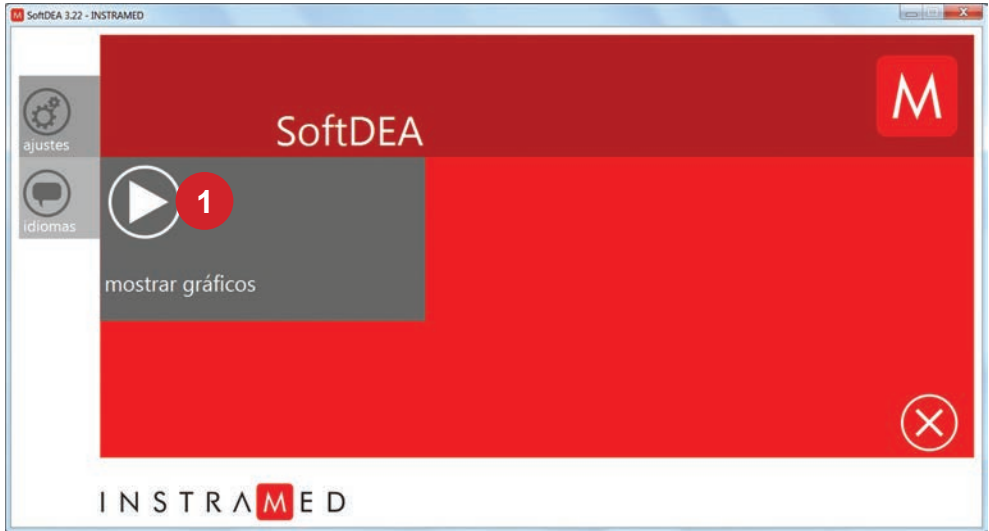 SoftDEA 3.22 - INSTRAMED
M
SoftDEA
ajustes
1
idiomas
mostrar gráficos
INSTRAMED